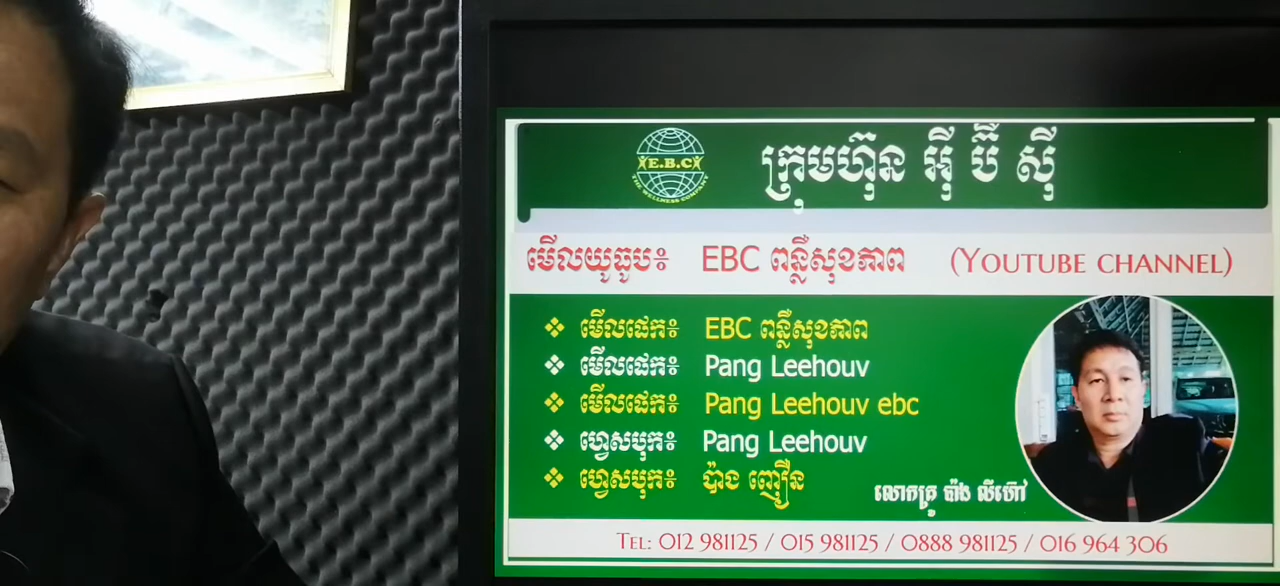 E.B.C
THE WELLNESS COMPANY
ក្រុមហ៊ុន អ៊ី ប៊ី ស៊ី
មើលយូធូប៖ EBC ពន្លឺសុខភាព (YOUTUBE CHANNEL)
❖ មើលផេក៖ EBC ពន្លឺសុខភាព
❖ មើលផេក៖ Pang Leehouv
❖ មើលផេក៖ Pang Leehouv ebc
❖ ហ្វេសបុក៖ Pang Leehouv
❖ ហ្វេសបុក៖ ប៉ាង ញឿន
លោកគ្រូ ប៉ាង លីហ៊ៅ
TEL: 012 981125 / 015 981125 / 0888 981125 / 016 964 306